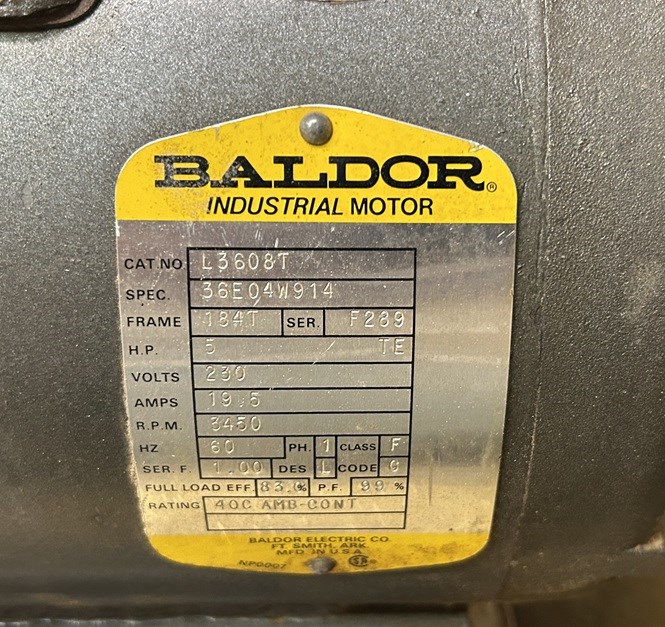 BALDOR®
INDUSTRIAL MOTOR
CAT.NO. L3608T
SPEC. 36E04W914
FRAME 184T SER. F289
H.P. 5 TE
VOLTS 230
AMPS 19.5
R.P.M. 3450
HZ 60 PH. 1 CLASS F
SER. F. 1.00 DES L CODE G
FULL LOAD EFF. 83.0 % P.F. 99 %
RATING 40C AMB-CONT
BALDOR ELECTRIC CO.
FT. SMITH, ARK.
MFD. IN U.S.A.
NP0007